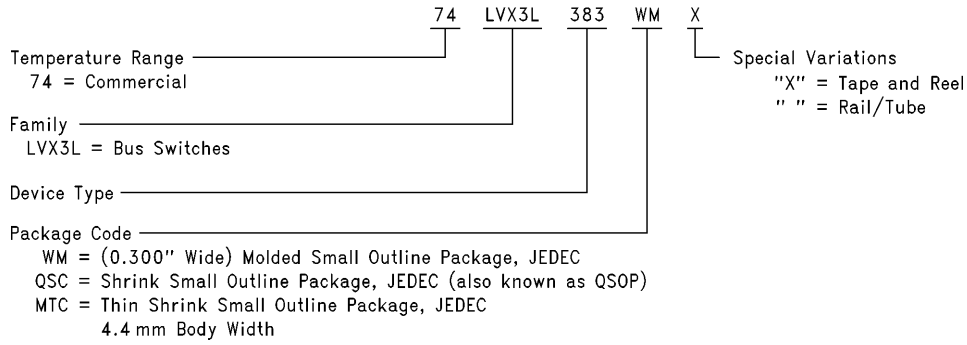 74 LVX3L 383 WM X
Temperature Range
74 = Commercial
Special Variations
"X" = Tape and Reel
" " = Rail/Tube
Family
LVX3L = Bus Switches
Device Type
Package Code
WM = (0.300" Wide) Molded Small Outline Package, JEDEC
QSC = Shrink Small Outline Package, JEDEC (also known as QSOP)
MTC = Thin Shrink Small Outline Package, JEDEC
4.4 mm Body Width